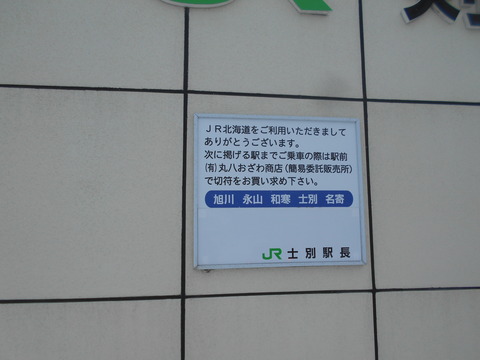 JR北海道をご利用いただきまして
ありがとうございます。
次に掲げる駅までご乗車の際は駅前
(有)丸八おざわ商店(簡易委託販売所)
で切符をお買い求め下さい。
旭川 永山 和寒 士別 名寄
JR 士別駅長